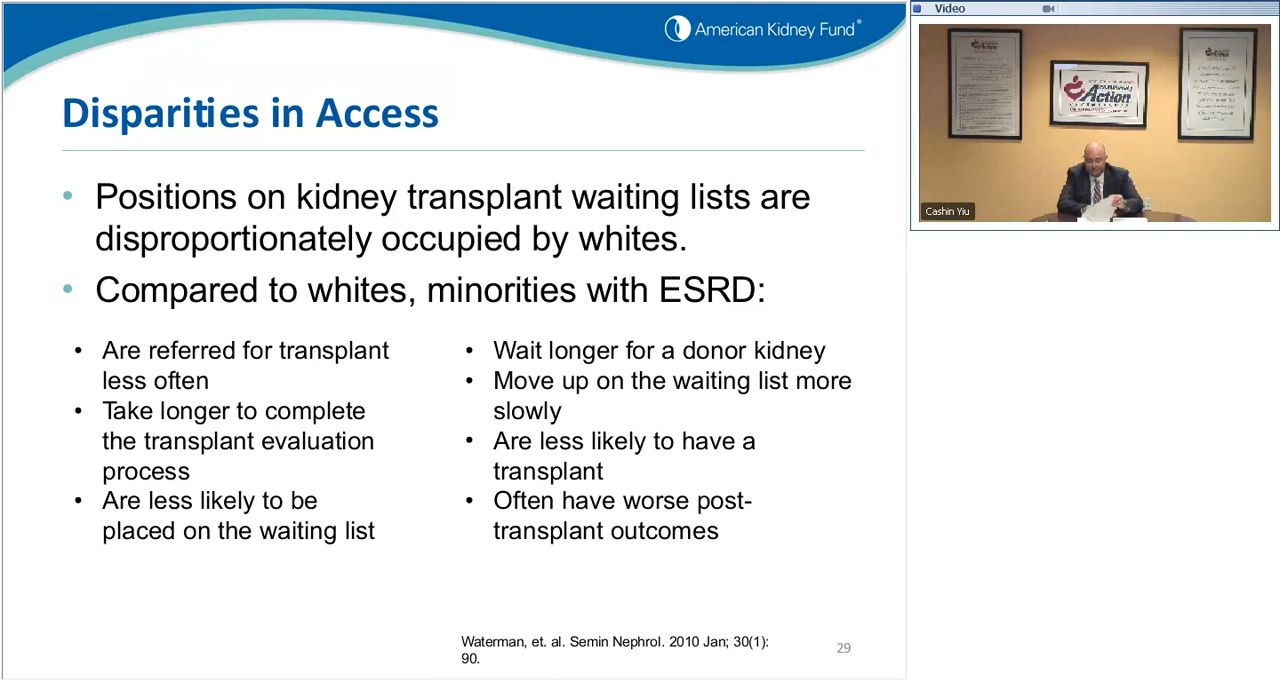 American Kidney Fund®
Disparities in Access
• Positions on kidney transplant waiting lists are
disproportionately occupied by whites.
• Compared to whites, minorities with ESRD:
• Are referred for transplant
less often
• Take longer to complete
the transplant evaluation
process
• Are less likely to be
placed on the waiting list
• Wait longer for a donor kidney
• Move up on the waiting list more
slowly
• Are less likely to have a
transplant
• Often have worse post-
transplant outcomes
Waterman, et. al. Semin Nephrol. 2010 Jan; 30(1):
90.
29
Video
Action
Action
Action
Cashin Yiu